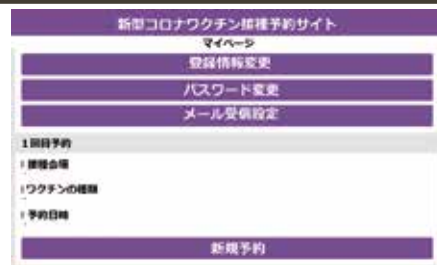 新型コロナワクチン接種予約サイト
マイページ
登録情報変更
パスワード変更
メール受信設定
1回目予約
接種会場
ワクチンの種類
予約日時
新規予約